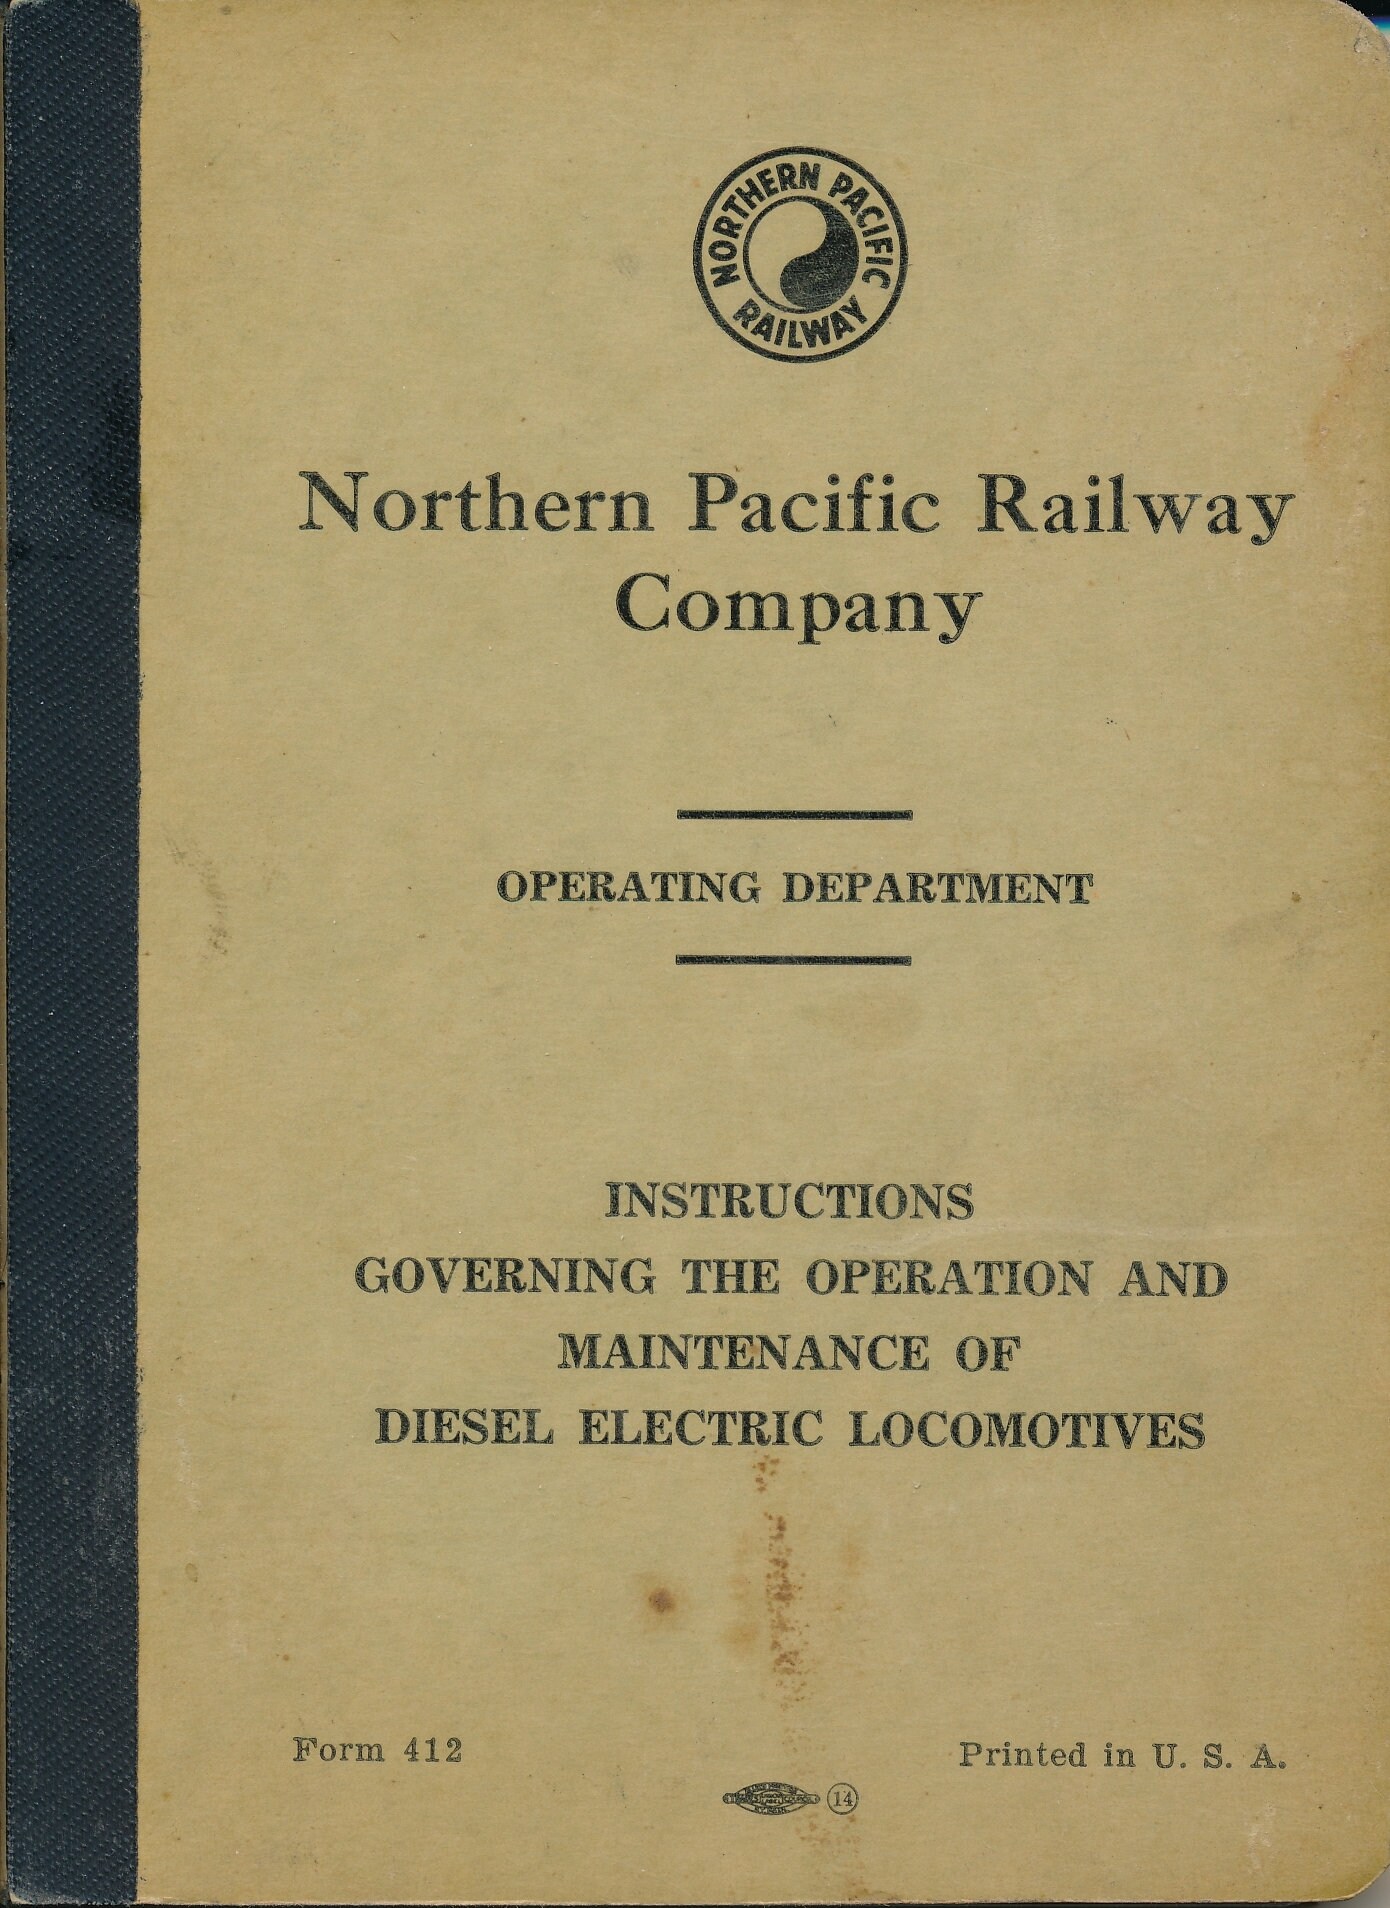 NORTHERN PACIFIC
RAILWAY
Northern Pacific Railway
Company
OPERATING DEPARTMENT
INSTRUCTIONS
GOVERNING THE OPERATION AND
MAINTENANCE OF
DIESEL ELECTRIC LOCOMOTIVES
Form 412
Printed in U. S. A.
14